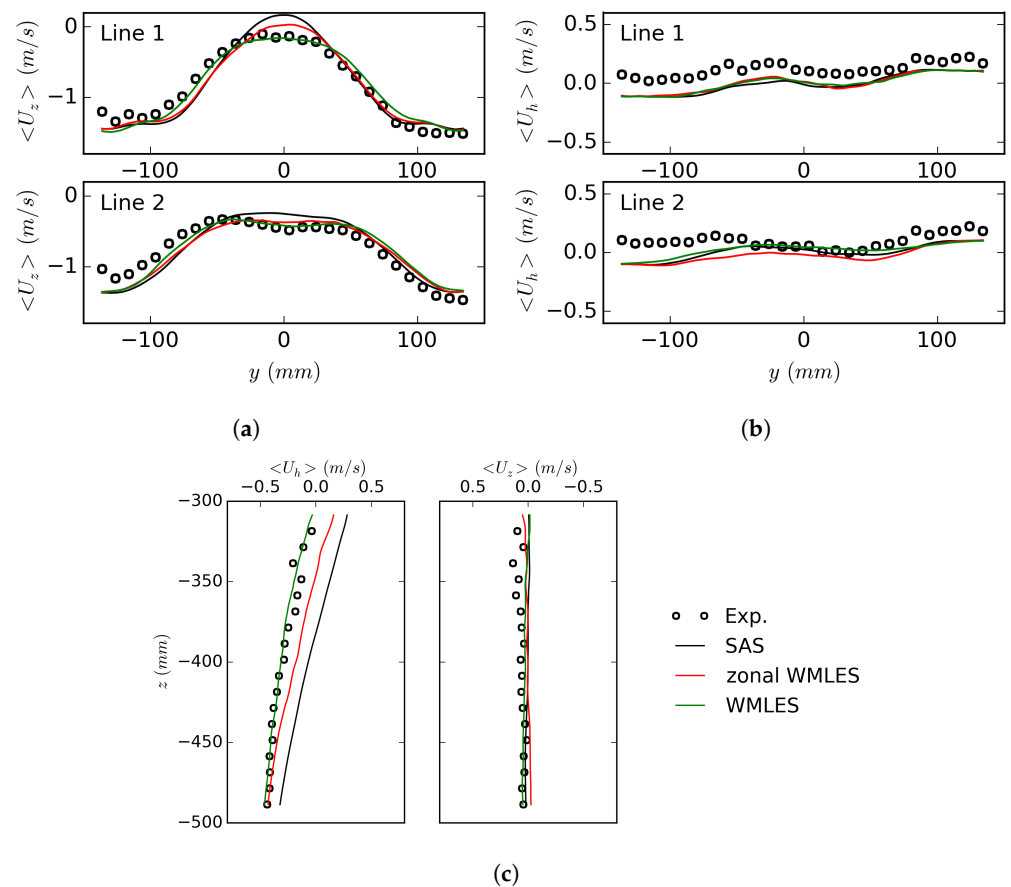 <U_z> (m/s)
0
−1
Line 1
−100
0
100
<U_z> (m/s)
0
−1
Line 2
−100
0
100
y (mm)
(a)
<U_h> (m/s)
0.5
0.0
−0.5
Line 1
−100
0
100
<U_h> (m/s)
0.5
0.0
−0.5
Line 2
−100
0
100
y (mm)
(b)
<U_h> (m/s)
−0.5
0.0
0.5
<U_z> (m/s)
0.5
0.0
−0.5
z (mm)
−300
−350
−400
−450
−500
Exp.
SAS
zonal WMLES
WMLES
(c)